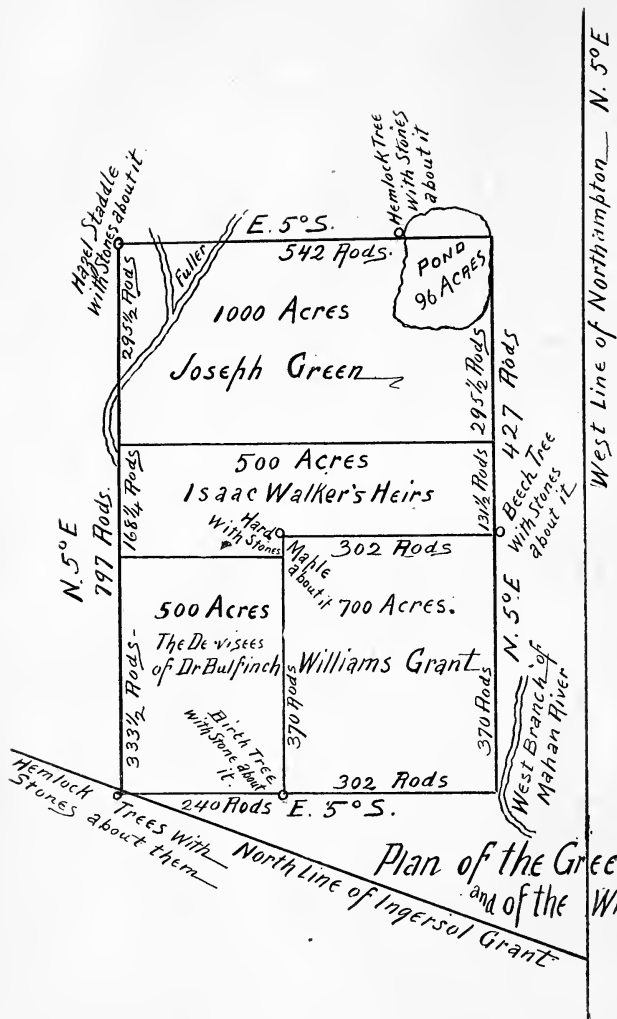 West Line of Northampton N. 5°E
Hemlock Tree
With Stones
about it
Hazel Staddle
With Stones about it
E. 5° S.
542 Rods.
Fuller
POND
96 ACRES
295½ Rods
1000 Acres
Joseph Green
295½ Rods
427 Rods
500 Acres
Isaac Walker's Heirs
168¼ Rods
131½ Rods
Beech Tree
With Stones
about it
N. 5°E
797 Rods.
Hard
With Stones
Maple
about it
302 Rods
500 Acres
The Devisees
of Dr Bulfinch
700 Acres.
Williams Grant
N. 5°E
333½ Rods
370 Rods
370 Rods
West Branch of
Mahan River
Birth Tree
with Stone about
it.
240 Rods
E. 5° S.
302 Rods
Hemlock Trees With
Stones about them
North Line of Ingersol Grant
Plan of the Gree
and of the Wi